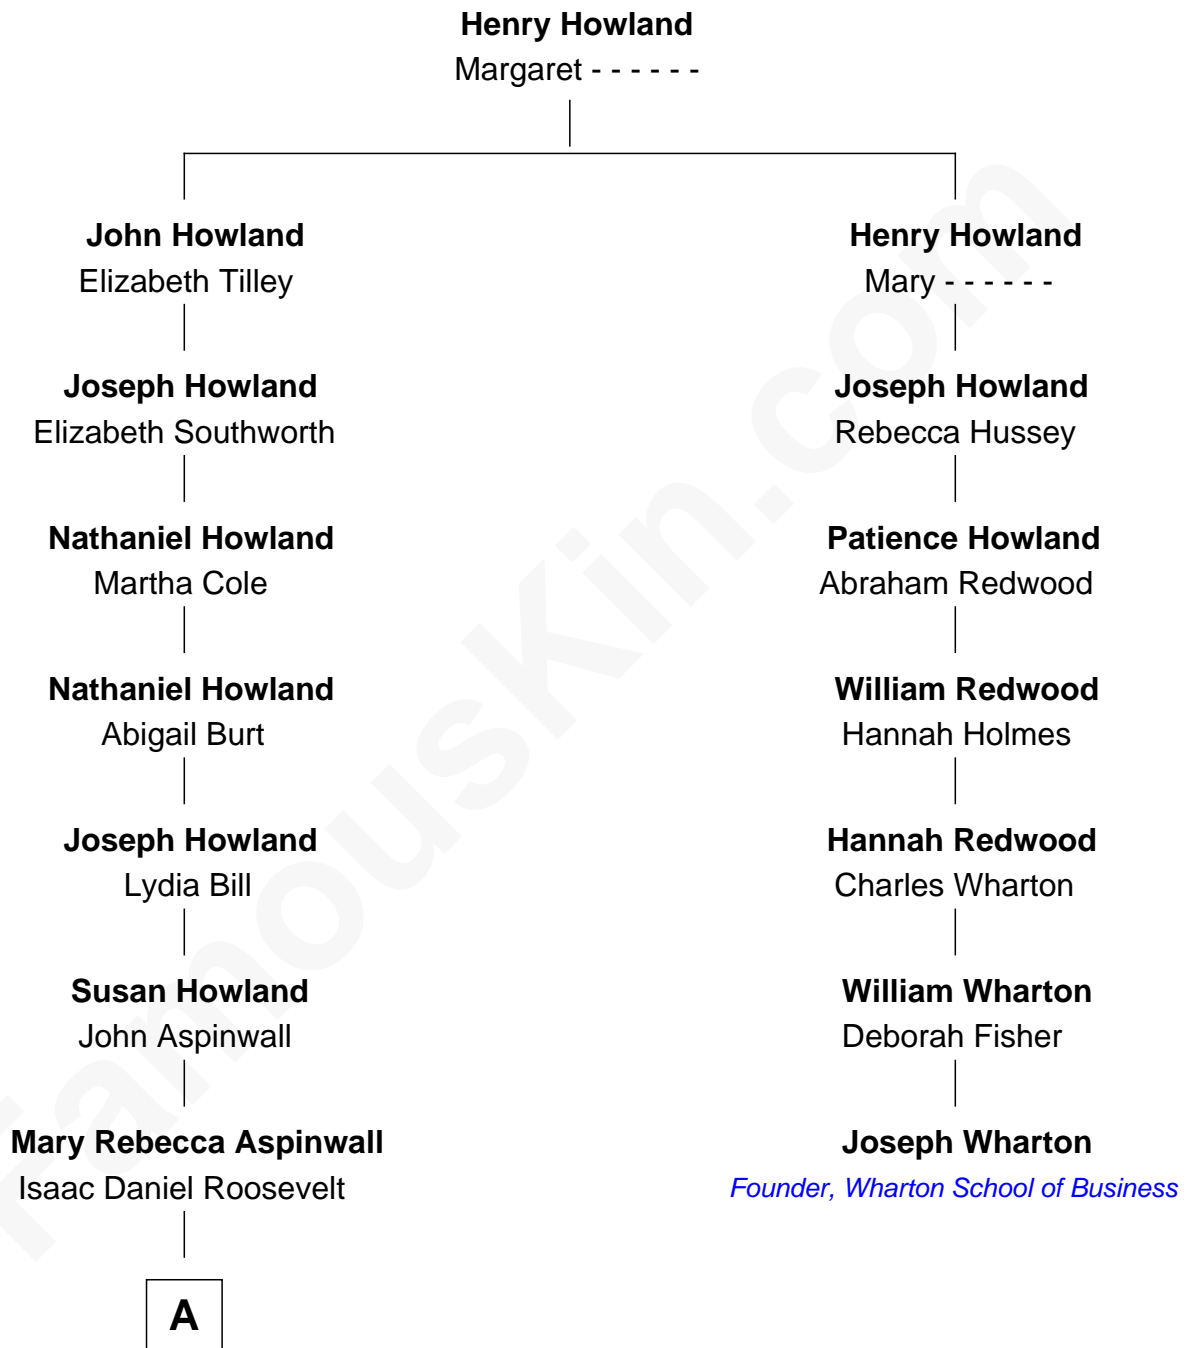 Henry Howland
Margaret - - - - - -
John Howland
Elizabeth Tilley
Henry Howland
Mary - - - - - -
Joseph Howland
Elizabeth Southworth
Joseph Howland
Rebecca Hussey
Nathaniel Howland
Martha Cole
Patience Howland
Abraham Redwood
Nathaniel Howland
Abigail Burt
William Redwood
Hannah Holmes
Joseph Howland
Lydia Bill
Hannah Redwood
Charles Wharton
Susan Howland
John Aspinwall
William Wharton
Deborah Fisher
Mary Rebecca Aspinwall
Isaac Daniel Roosevelt
Joseph Wharton
Founder, Wharton School of Business
A
FamousKin.com